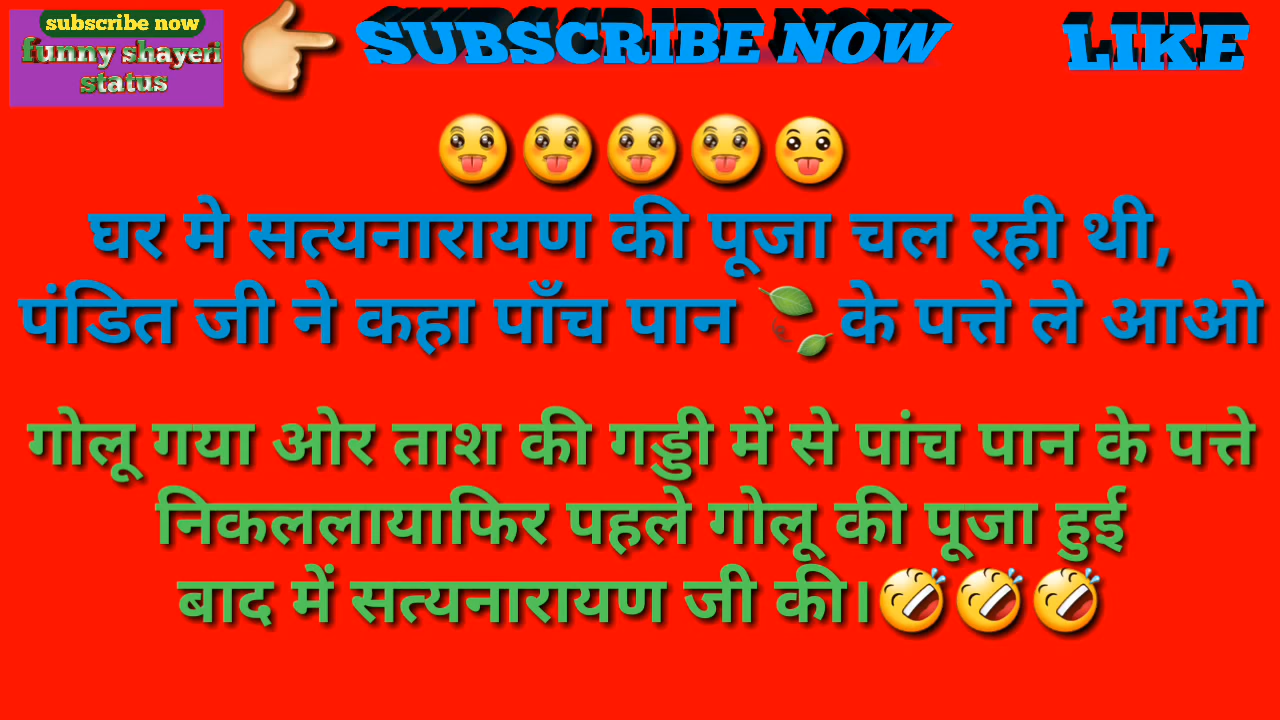 subscribe now
funny shayeri
status
SUBSCRIBE NOW
LIKE
घर मे सत्यनारायण की पूजा चल रही थी,
पंडित जी ने कहा पाँच पान 🍃 के पत्ते ले आओ
गोलू गया ओर ताश की गड्डी में से पांच पान के पत्ते
निकललायाफिर पहले गोलू की पूजा हुई
बाद में सत्यनारायण जी की।🤣🤣🤣